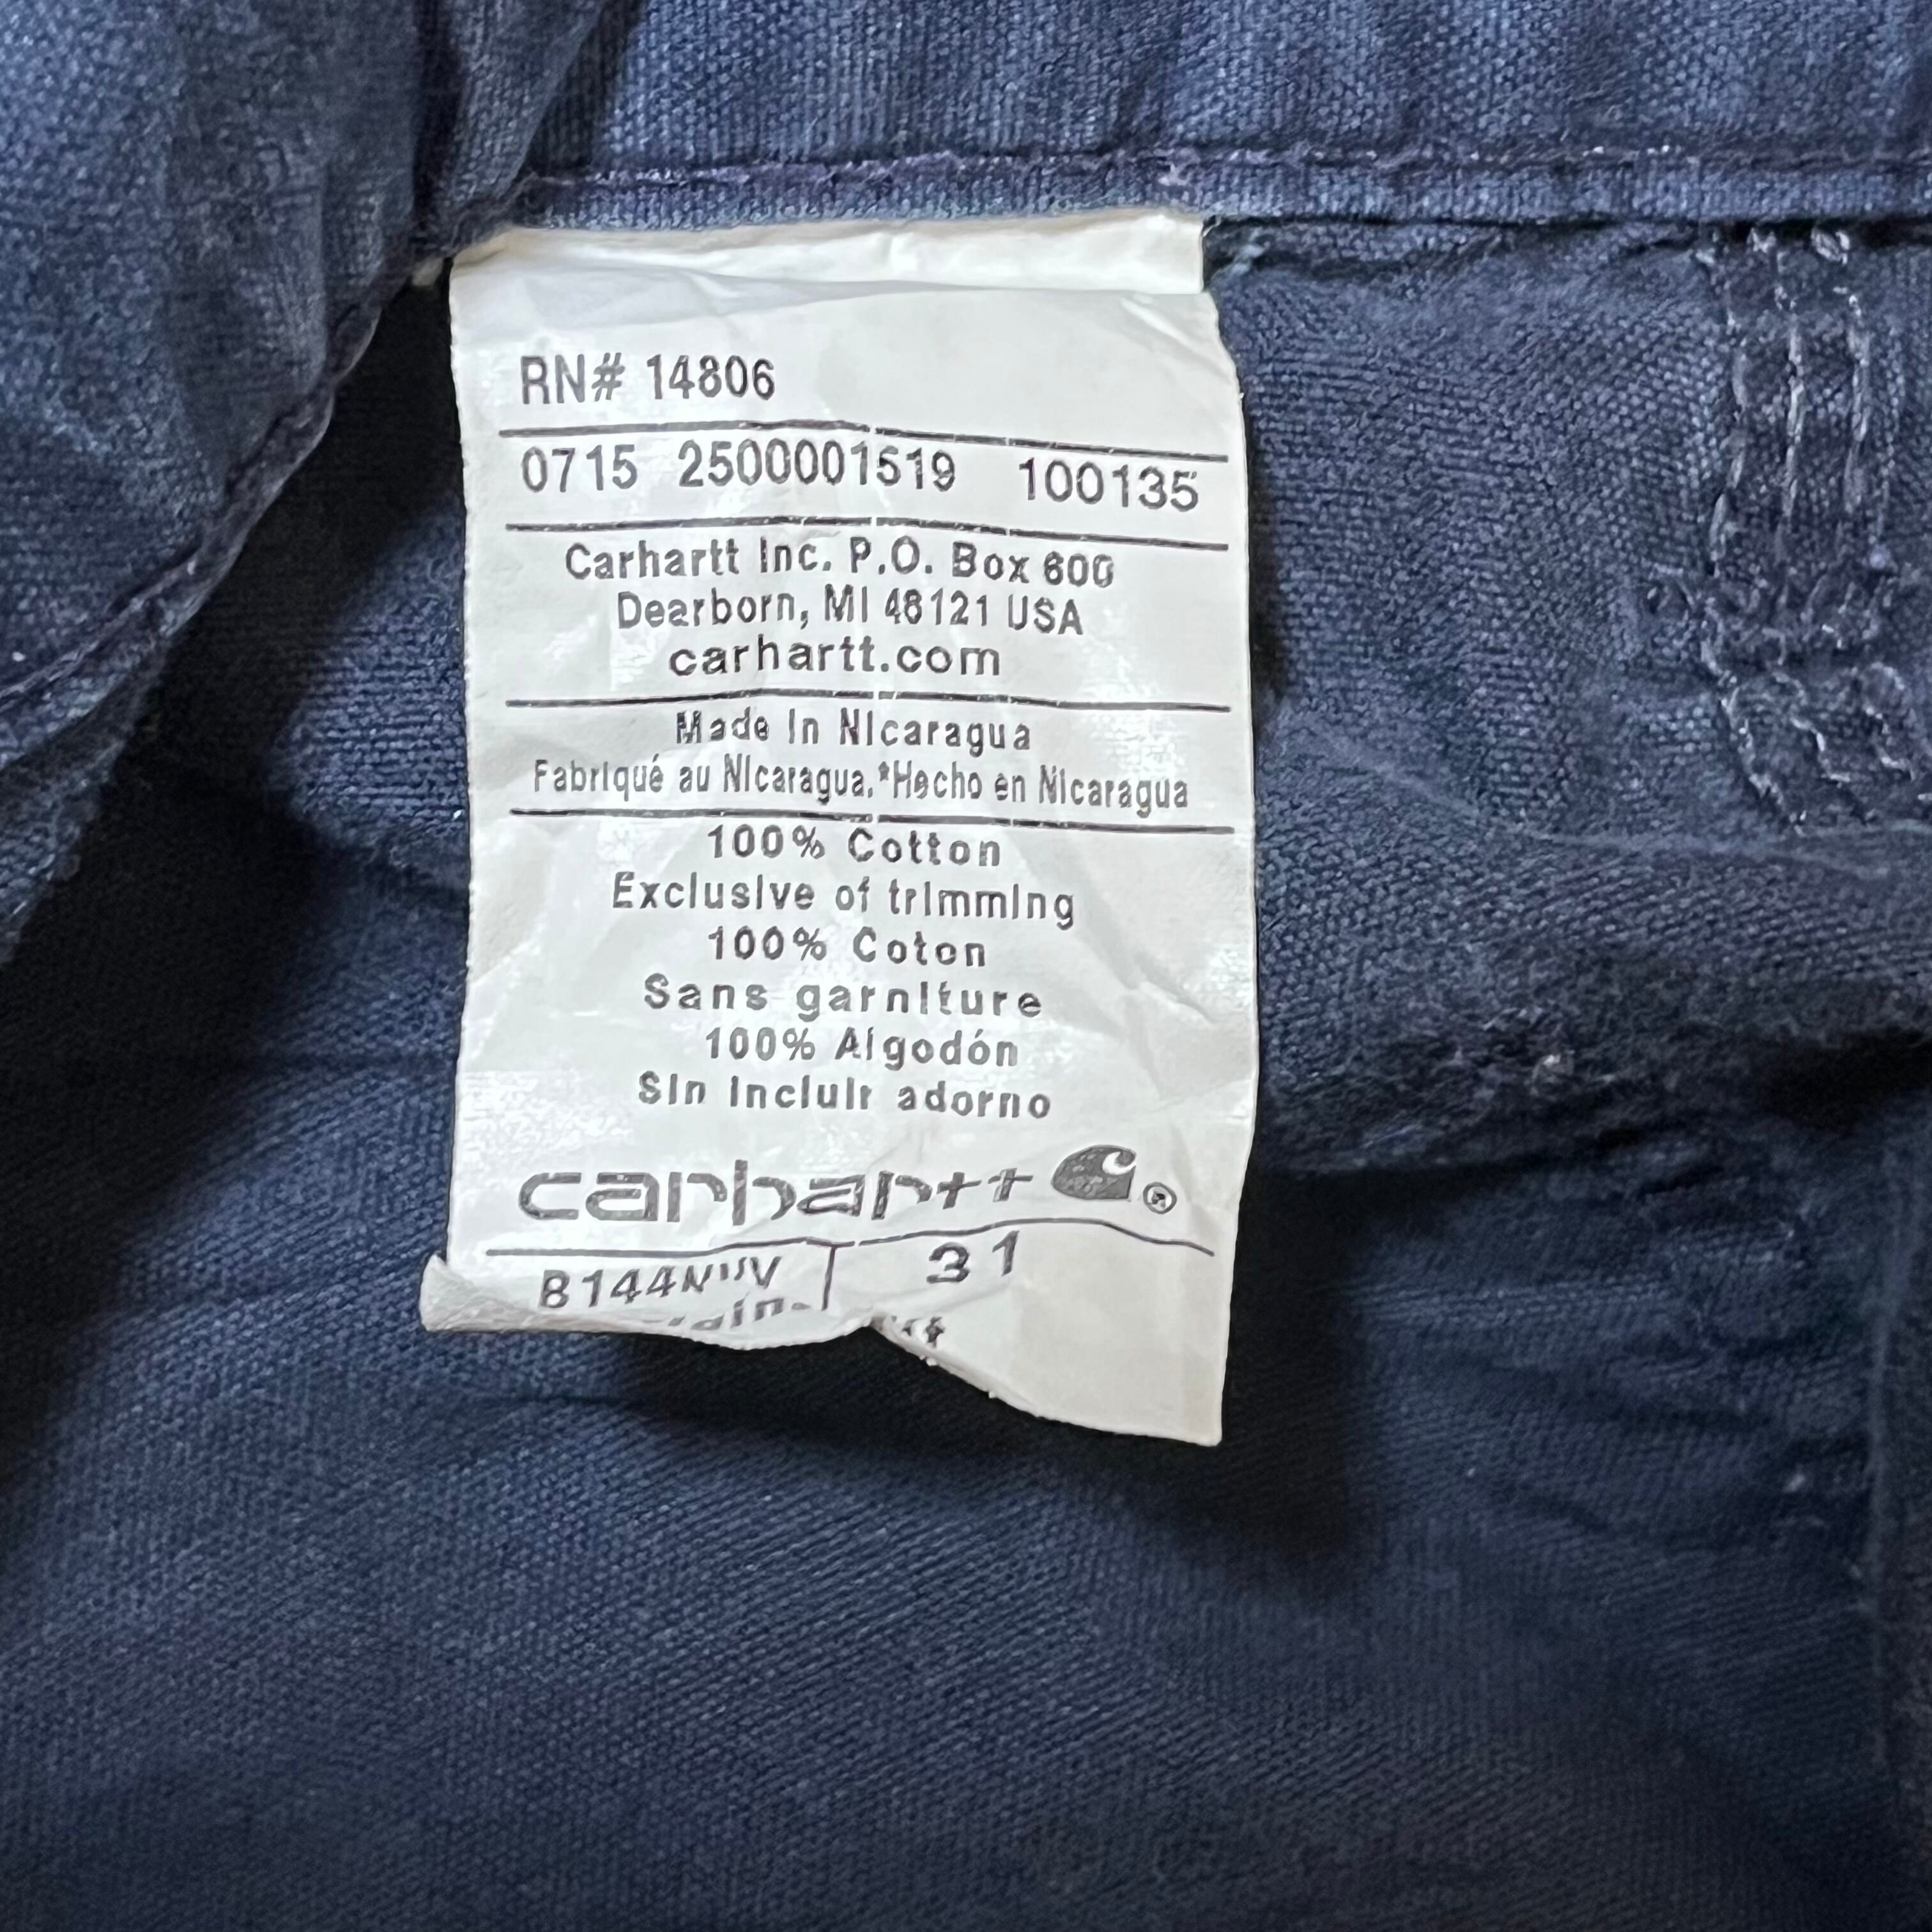 RN# 14806
0715 2500001519 100135
Carhartt Inc. P.O. Box 600
Dearborn, MI 48121 USA
carhartt.com
Made in Nicaragua
Fabriqué au Nicaragua.*Hecho en Nicaragua
100% Cotton
Exclusive of trimming
100% Coton
Sans garniture
100% Algodón
Sin incluir adorno
carhartt ®
31